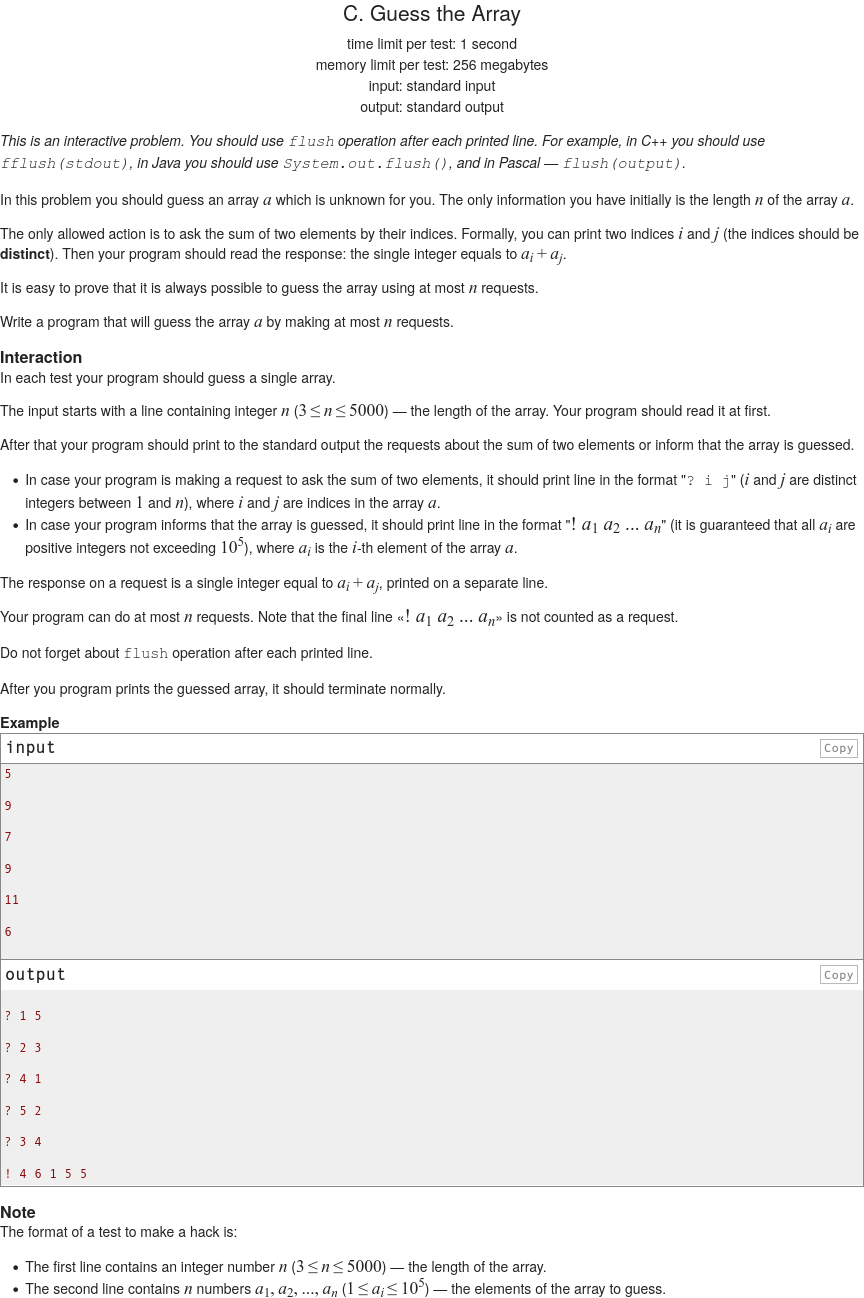 C. Guess the Array
time limit per test: 1 second
memory limit per test: 256 megabytes
input: standard input
output: standard output
This is an interactive problem. You should use flush operation after each printed line. For example, in C++ you should use
fflush(stdout), in Java you should use System.out.flush(), and in Pascal — flush(output).
In this problem you should guess an array a which is unknown for you. The only information you have initially is the length n of the array a.
The only allowed action is to ask the sum of two elements by their indices. Formally, you can print two indices i and j (the indices should be
distinct). Then your program should read the response: the single integer equals to a_i + a_j.
It is easy to prove that it is always possible to guess the array using at most n requests.
Write a program that will guess the array a by making at most n requests.
Interaction
In each test your program should guess a single array.
The input starts with a line containing integer n (3 ≤ n ≤ 5000) — the length of the array. Your program should read it at first.
After that your program should print to the standard output the requests about the sum of two elements or inform that the array is guessed.
• In case your program is making a request to ask the sum of two elements, it should print line in the format "? i j" (i and j are distinct
integers between 1 and n), where i and j are indices in the array a.
• In case your program informs that the array is guessed, it should print line in the format "! a_1 a_2 ... a_n" (it is guaranteed that all a_i are
positive integers not exceeding 10^5), where a_i is the i-th element of the array a.
The response on a request is a single integer equal to a_i + a_j, printed on a separate line.
Your program can do at most n requests. Note that the final line «! a_1 a_2 ... a_n» is not counted as a request.
Do not forget about flush operation after each printed line.
After you program prints the guessed array, it should terminate normally.
Example
input Copy
5
9
7
9
11
6
output Copy
? 1 5
? 2 3
? 4 1
? 5 2
? 3 4
! 4 6 1 5 5
Note
The format of a test to make a hack is:
• The first line contains an integer number n (3 ≤ n ≤ 5000) — the length of the array.
• The second line contains n numbers a_1, a_2, ..., a_n (1 ≤ a_i ≤ 10^5) — the elements of the array to guess.